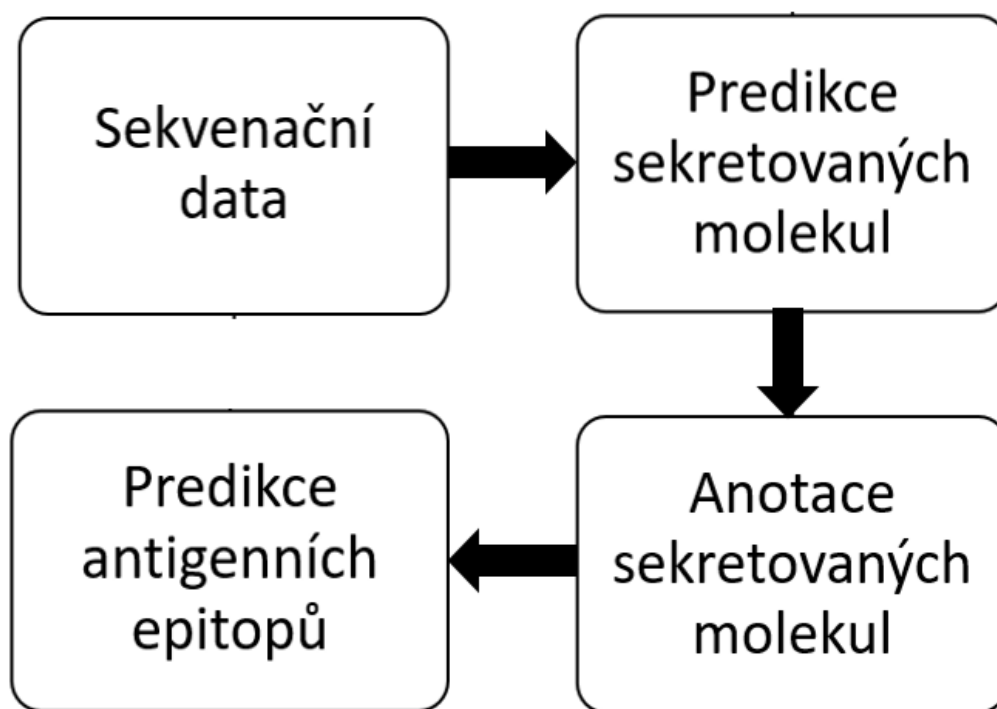 Sekvenační
data
Predikce
sekretovaných
molekul
Anotace
sekretovaných
molekul
Predikce
antigenních
epitopů